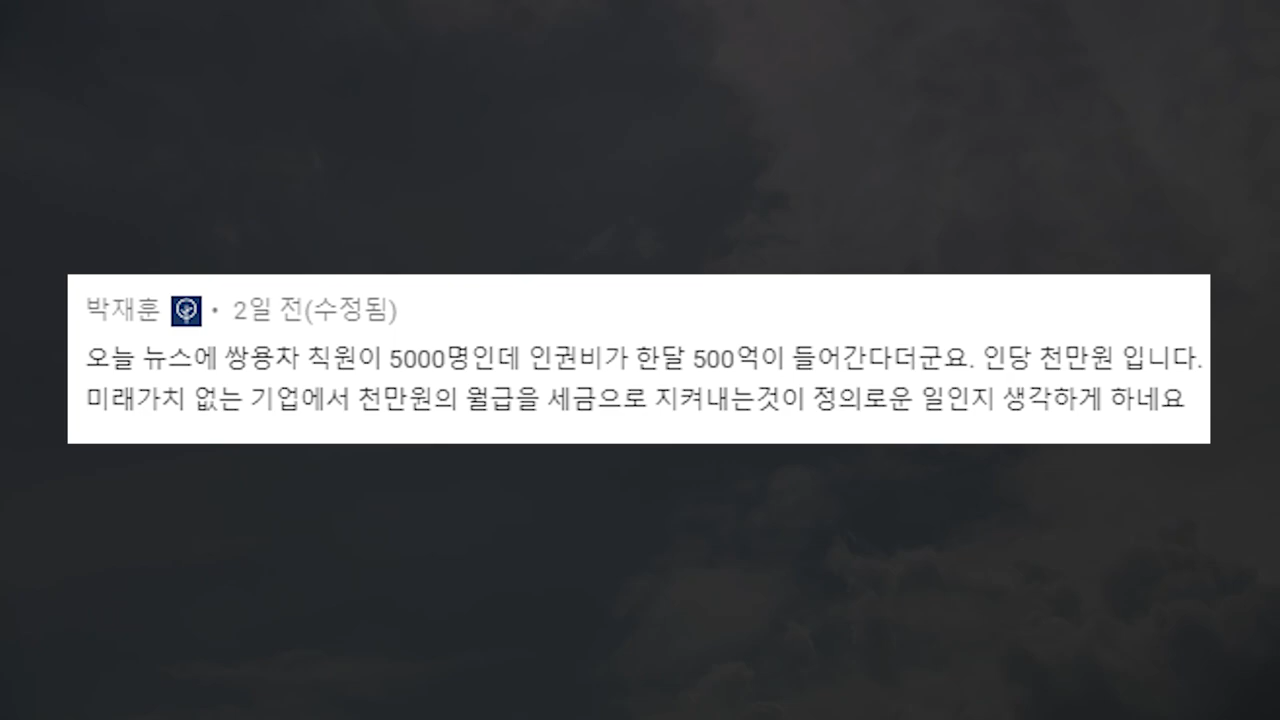 박재훈 • 2일 전(수정됨)
오늘 뉴스에 쌍용차 직원이 5000명인데 인권비가 한달 500억이 들어간다더군요. 인당 천만원 입니다.
미래가치 없는 기업에서 천만원의 월급을 세금으로 지켜내는것이 정의로운 일인지 생각하게 하네요